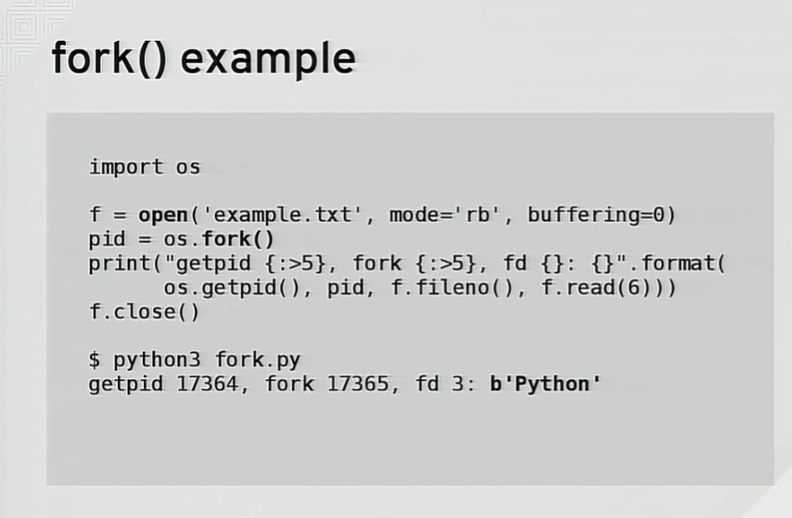 fork() example
import os
f = open('example.txt', mode='rb', buffering=0)
pid = os.fork()
print("getpid {:>5}, fork {:>5}, fd {}: {}".format(
os.getpid(), pid, f.fileno(), f.read(6)))
f.close()
$ python3 fork.py
getpid 17364, fork 17365, fd 3: b'Python'